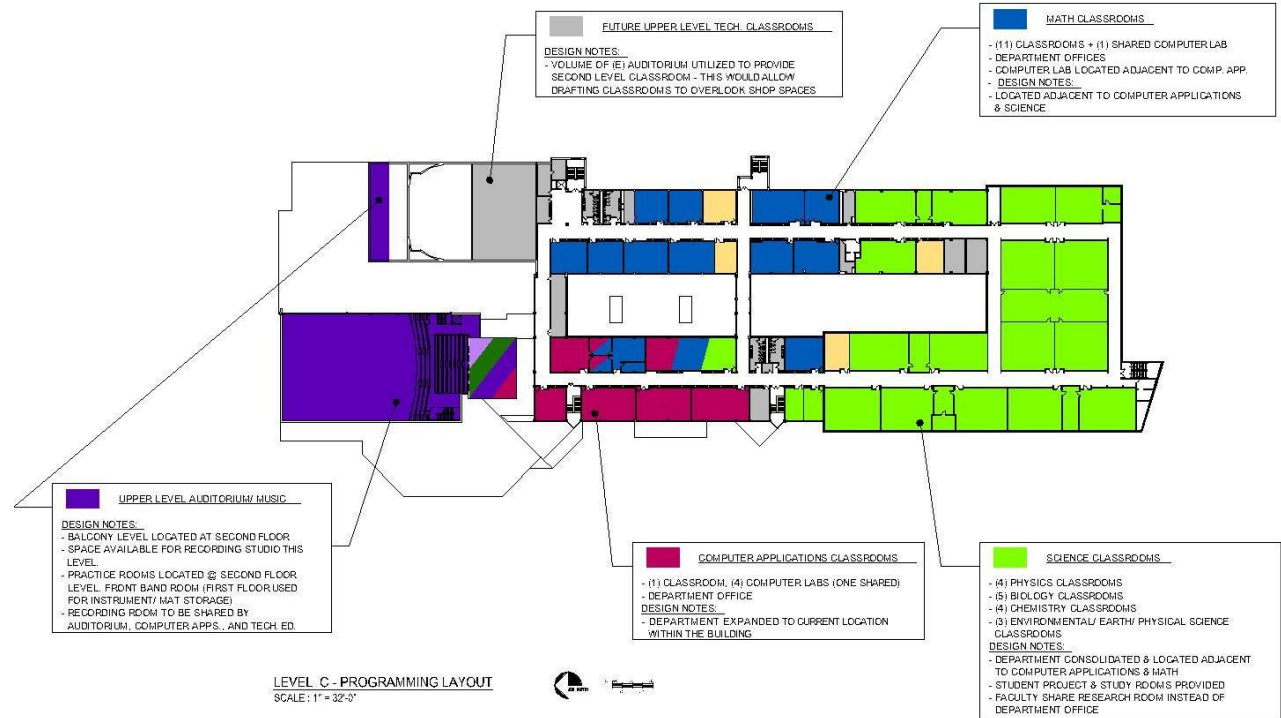 FUTURE UPPER LEVEL TECH. CLASSROOMS
DESIGN NOTES:
- VOLUME OF (E) AUDITORIUM UTILIZED TO PROVIDE
SECOND LEVEL CLASSROOM - THIS WOULD ALLOW
DRAFTING CLASSROOMS TO OVERLOOK SHOP SPACES
MATH CLASSROOMS
- (11) CLASSROOMS + (1) SHARED COMPUTER LAB
- DEPARTMENT OFFICES
- COMPUTER LAB LOCATED ADJACENT TO COMP. APP.
- DESIGN NOTES:
- LOCATED ADJACENT TO COMPUTER APPLICATIONS
& SCIENCE
UPPER LEVEL AUDITORIUM/ MUSIC
DESIGN NOTES:
- BALCONY LEVEL LOCATED AT SECOND FLOOR
- SPACE AVAILABLE FOR RECORDING STUDIO THIS
LEVEL.
- PRACTICE ROOMS LOCATED @ SECOND FLOOR
LEVEL. FRONT BAND ROOM (FIRST FLOOR USED
FOR INSTRUMENT/ MAT STORAGE)
- RECORDING ROOM TO BE SHARED BY
AUDITORIUM, COMPUTER APPS., AND TECH. ED.
COMPUTER APPLICATIONS CLASSROOMS
- (1) CLASSROOM, (4) COMPUTER LABS (ONE SHARED)
- DEPARTMENT OFFICE
DESIGN NOTES:
- DEPARTMENT EXPANDED TO CURRENT LOCATION
WITHIN THE BUILDING
SCIENCE CLASSROOMS
- (4) PHYSICS CLASSROOMS
- (5) BIOLOGY CLASSROOMS
- (4) CHEMISTRY CLASSROOMS
- (3) ENVIRONMENTAL/ EARTH/ PHYSICAL SCIENCE
CLASSROOMS
DESIGN NOTES:
- DEPARTMENT CONSOLIDATED & LOCATED ADJACENT
TO COMPUTER APPLICATIONS & MATH
- STUDENT PROJECT & STUDY ROOMS PROVIDED
- FACULTY SHARE RESEARCH ROOM INSTEAD OF
DEPARTMENT OFFICE
LEVEL C - PROGRAMMING LAYOUT
SCALE : 1" = 32'-0"